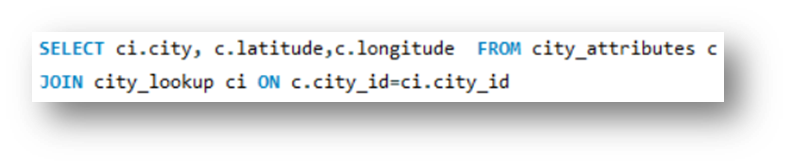 SELECT ci.city, c.latitude,c.longitude  FROM city_attributes c
JOIN city_lookup ci ON c.city_id=ci.city_id